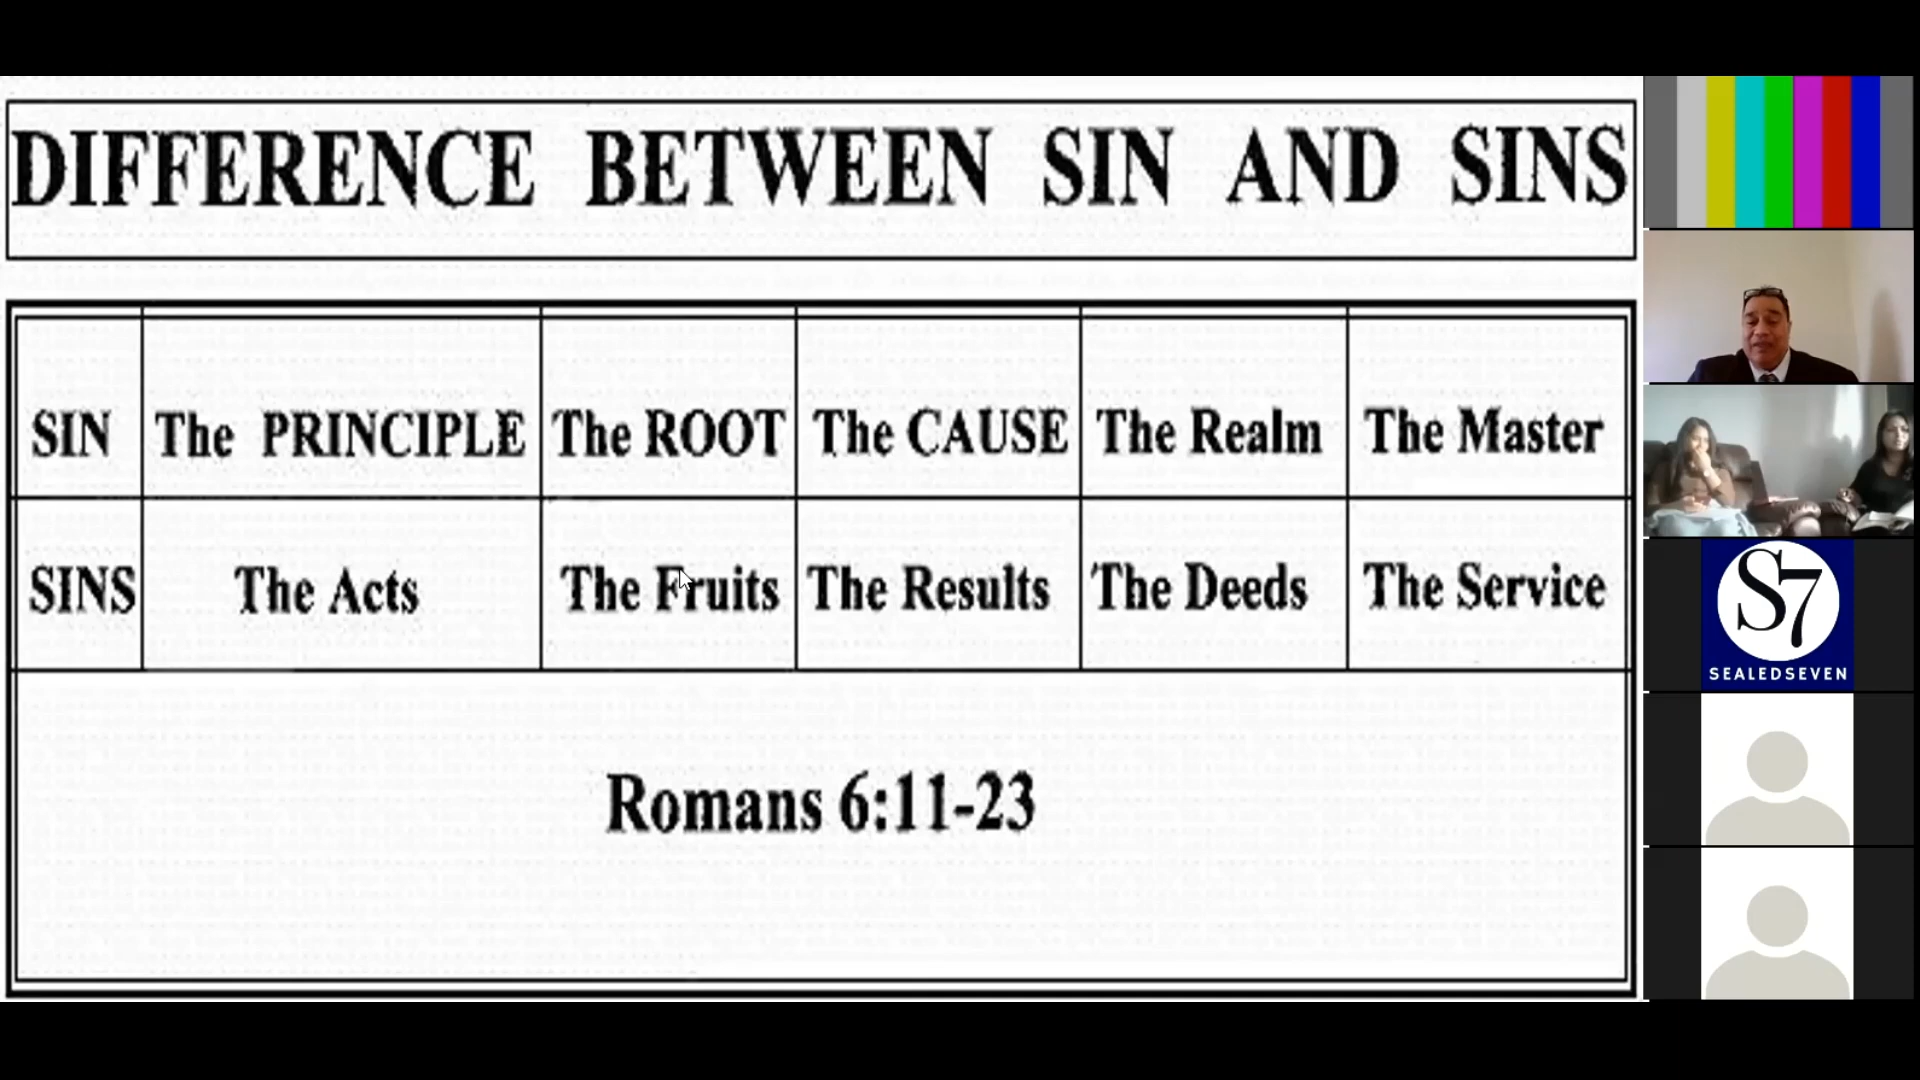 DIFFERENCE BETWEEN SIN AND SINS
SIN The PRINCIPLE The ROOT The CAUSE The Realm The Master
SINS The Acts The Fruits The Results The Deeds The Service
Romans 6:11-23
S7
SEALEDSEVEN